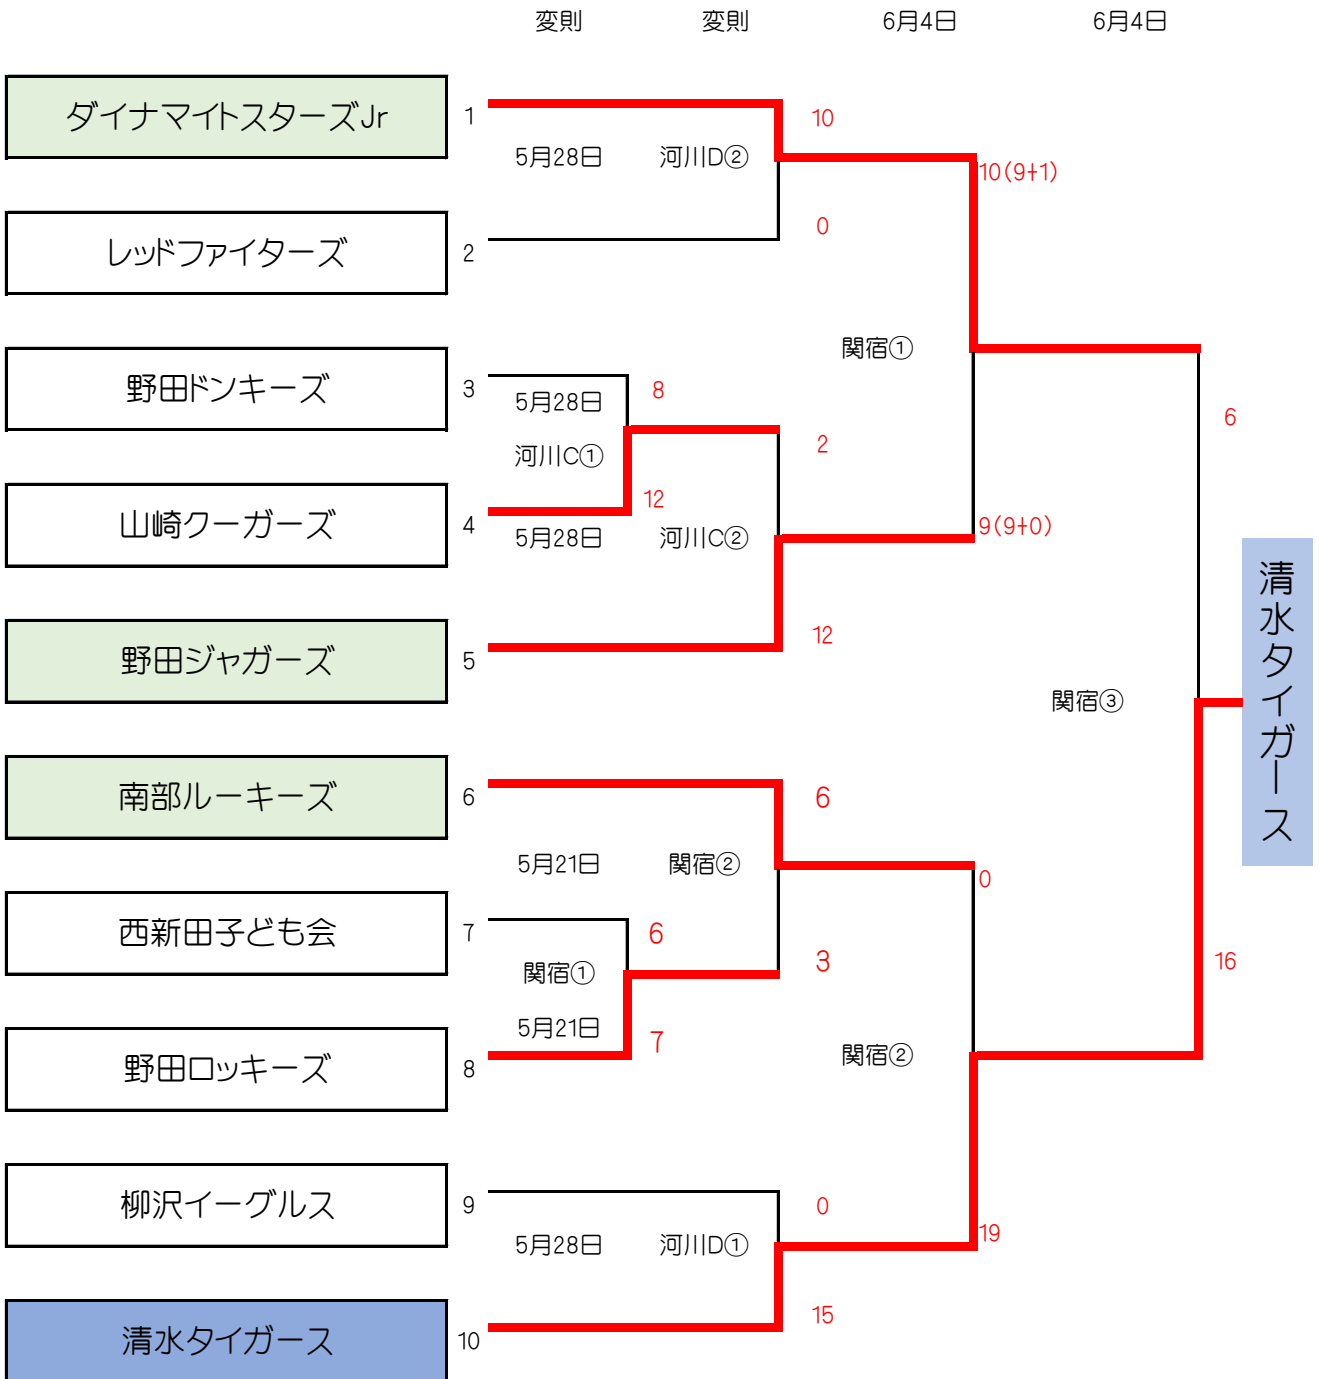 変則 変則 6月4日 6月4日
ダイナマイトスターズJr 1
10
5月28日 河川D②
10(9+1)
レッドファイターズ 2
0
関宿①
野田ドンキーズ 3
8
5月28日
6
2
河川C①
12
山崎クーガーズ 4
9(9+0)
5月28日 河川C②
清水タイガース
12
野田ジャガーズ 5
関宿③
南部ルーキーズ 6
6
5月21日 関宿②
0
西新田子ども会 7
6
3
16
関宿①
5月21日
7
関宿②
野田ロッキーズ 8
柳沢イーグルス 9
0
19
5月28日 河川D①
15
清水タイガース 10